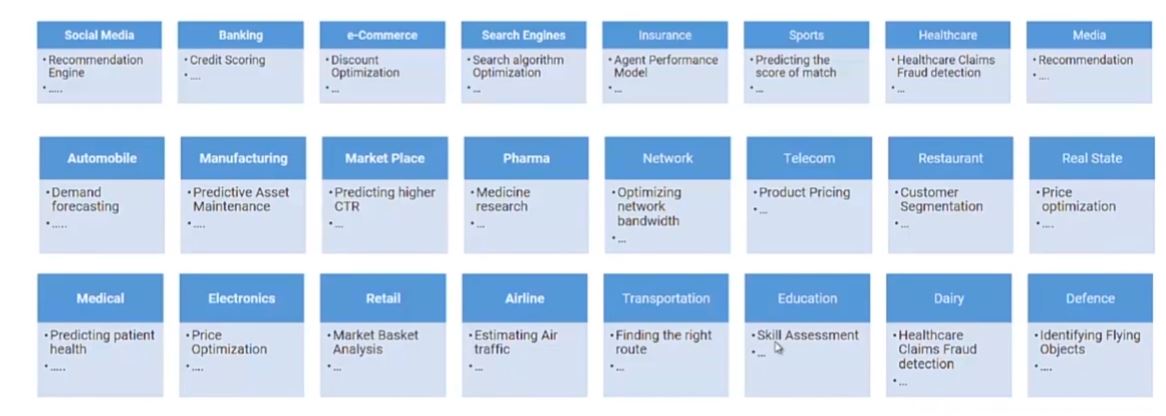 Social Media
• Recommendation
Engine
• .....
Banking
• Credit Scoring
• ....
e-Commerce
• Discount
Optimization
• ...
Search Engines
• Search algorithm
Optimization
• ...
Insurance
• Agent Performance
Model
• ...
Sports
• Predicting the
score of match
• ...
Healthcare
• Healthcare Claims
Fraud detection
• ...
Media
• Recommendation
• ....
Automobile
• Demand
forecasting
• .....
Manufacturing
• Predictive Asset
Maintenance
• ....
Market Place
• Predicting higher
CTR
• ...
Pharma
• Medicine
research
• ...
Network
• Optimizing
network
bandwidth
• ...
Telecom
• Product Pricing
• ...
Restaurant
• Customer
Segmentation
• ...
Real State
• Price
optimization
• ....
Medical
• Predicting patient
health
• .....
Electronics
• Price
Optimization
• ....
Retail
• Market Basket
Analysis
• ...
Airline
• Estimating Air
traffic
• ...
Transportation
• Finding the right
route
• ...
Education
• Skill Assessment
• ...
Dairy
• Healthcare
Claims Fraud
detection
• ...
Defence
• Identifying Flying
Objects
• ....